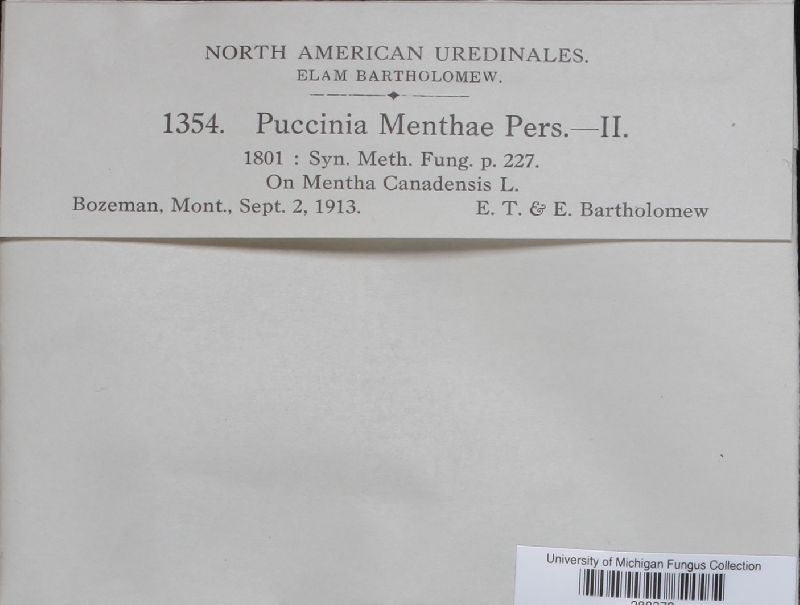 NORTH AMERICAN UREDINALES.
ELAM BARTHOLOMEW.
1354. Puccinia Menthae Pers.—II.
1801 : Syn. Meth. Fung. p. 227.
On Mentha Canadensis L.
Bozeman, Mont., Sept. 2, 1913. E. T. & E. Bartholomew
University of Michigan Fungus Collection